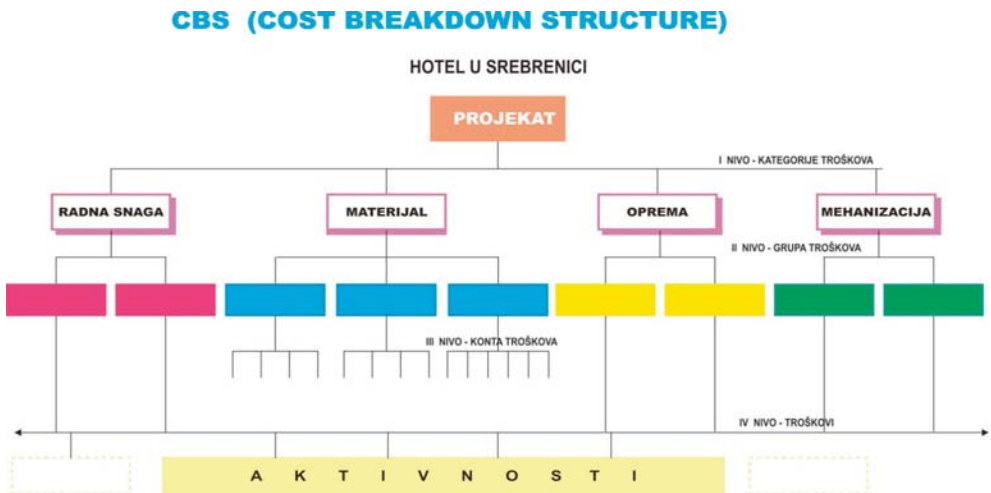 CBS (COST BREAKDOWN STRUCTURE)
HOTEL U SREBRENICI
PROJEKAT
I NIVO - KATEGORIJE TROŠKOVA
RADNA SNAGA
MATERIJAL
OPREMA
MEHANIZACIJA
II NIVO - GRUPA TROŠKOVA
III NIVO - KONTA TROŠKOVA
IV NIVO - TROŠKOVI
A K T I V N O S T I